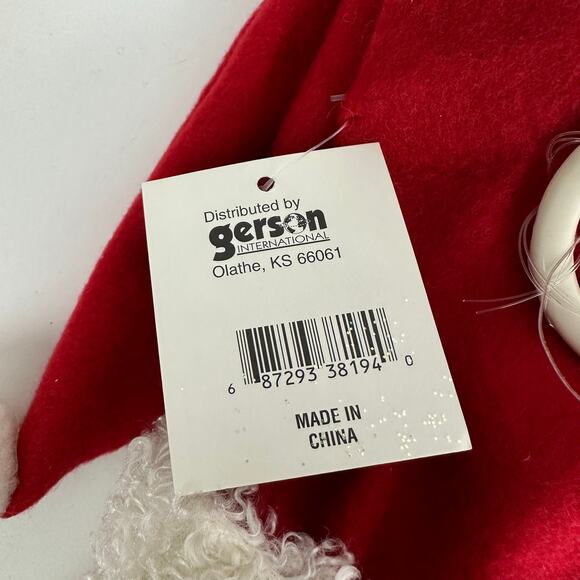 Distributed by
gerson
INTERNATIONAL
Olathe, KS 66061
6 87293 38194 0
MADE IN
CHINA